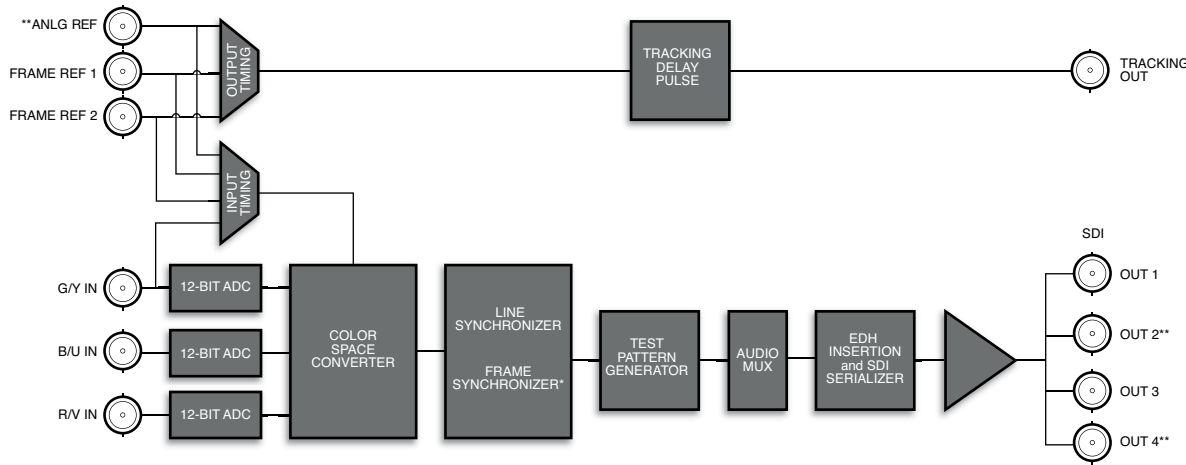 **ANLG REF
FRAME REF 1
FRAME REF 2
OUTPUT
TIMING
TRACKING
DELAY
PULSE
TRACKING
OUT
INPUT
TIMING
SDI
G/Y IN
12-BIT ADC
B/U IN
12-BIT ADC
R/V IN
12-BIT ADC
COLOR
SPACE
CONVERTER
LINE
SYNCHRONIZER
FRAME
SYNCHRONIZER*
TEST
PATTERN
GENERATOR
AUDIO
MUX
EDH
INSERTION
and SDI
SERIALIZER
OUT 1
OUT 2**
OUT 3
OUT 4**